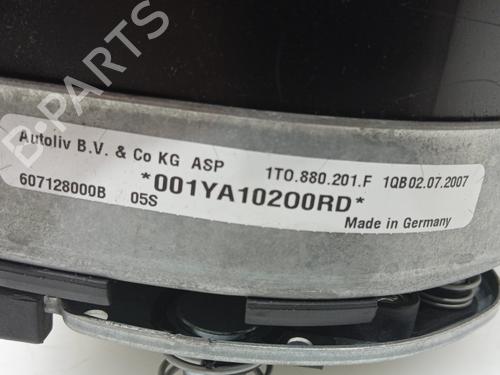 B-PARTS
Autoliv B.V. & Co KG ASP 1T0.880.201.F 1QB02.07.2007
*001YA10200RD*
607128000B 05S
Made in Germany